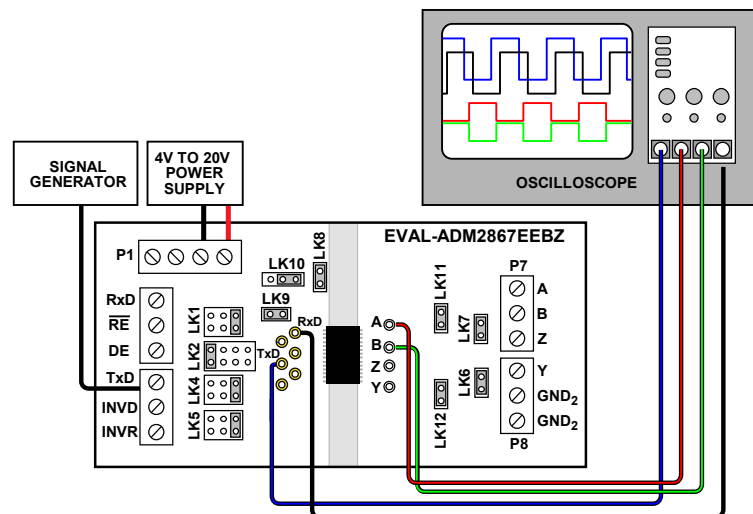 SIGNAL
GENERATOR
4V TO 20V
POWER
SUPPLY
OSCILLOSCOPE
EVAL-ADM2867EEBZ
P1
LK10
LK8
LK9
RxD
RE
DE
TxD
INVD
INVR
LK1
LK2
LK4
LK5
RxD
TxD
A
B
Z
Y
LK11
LK7
LK12
LK6
P7
A
B
Z
Y
GND2
GND2
P8